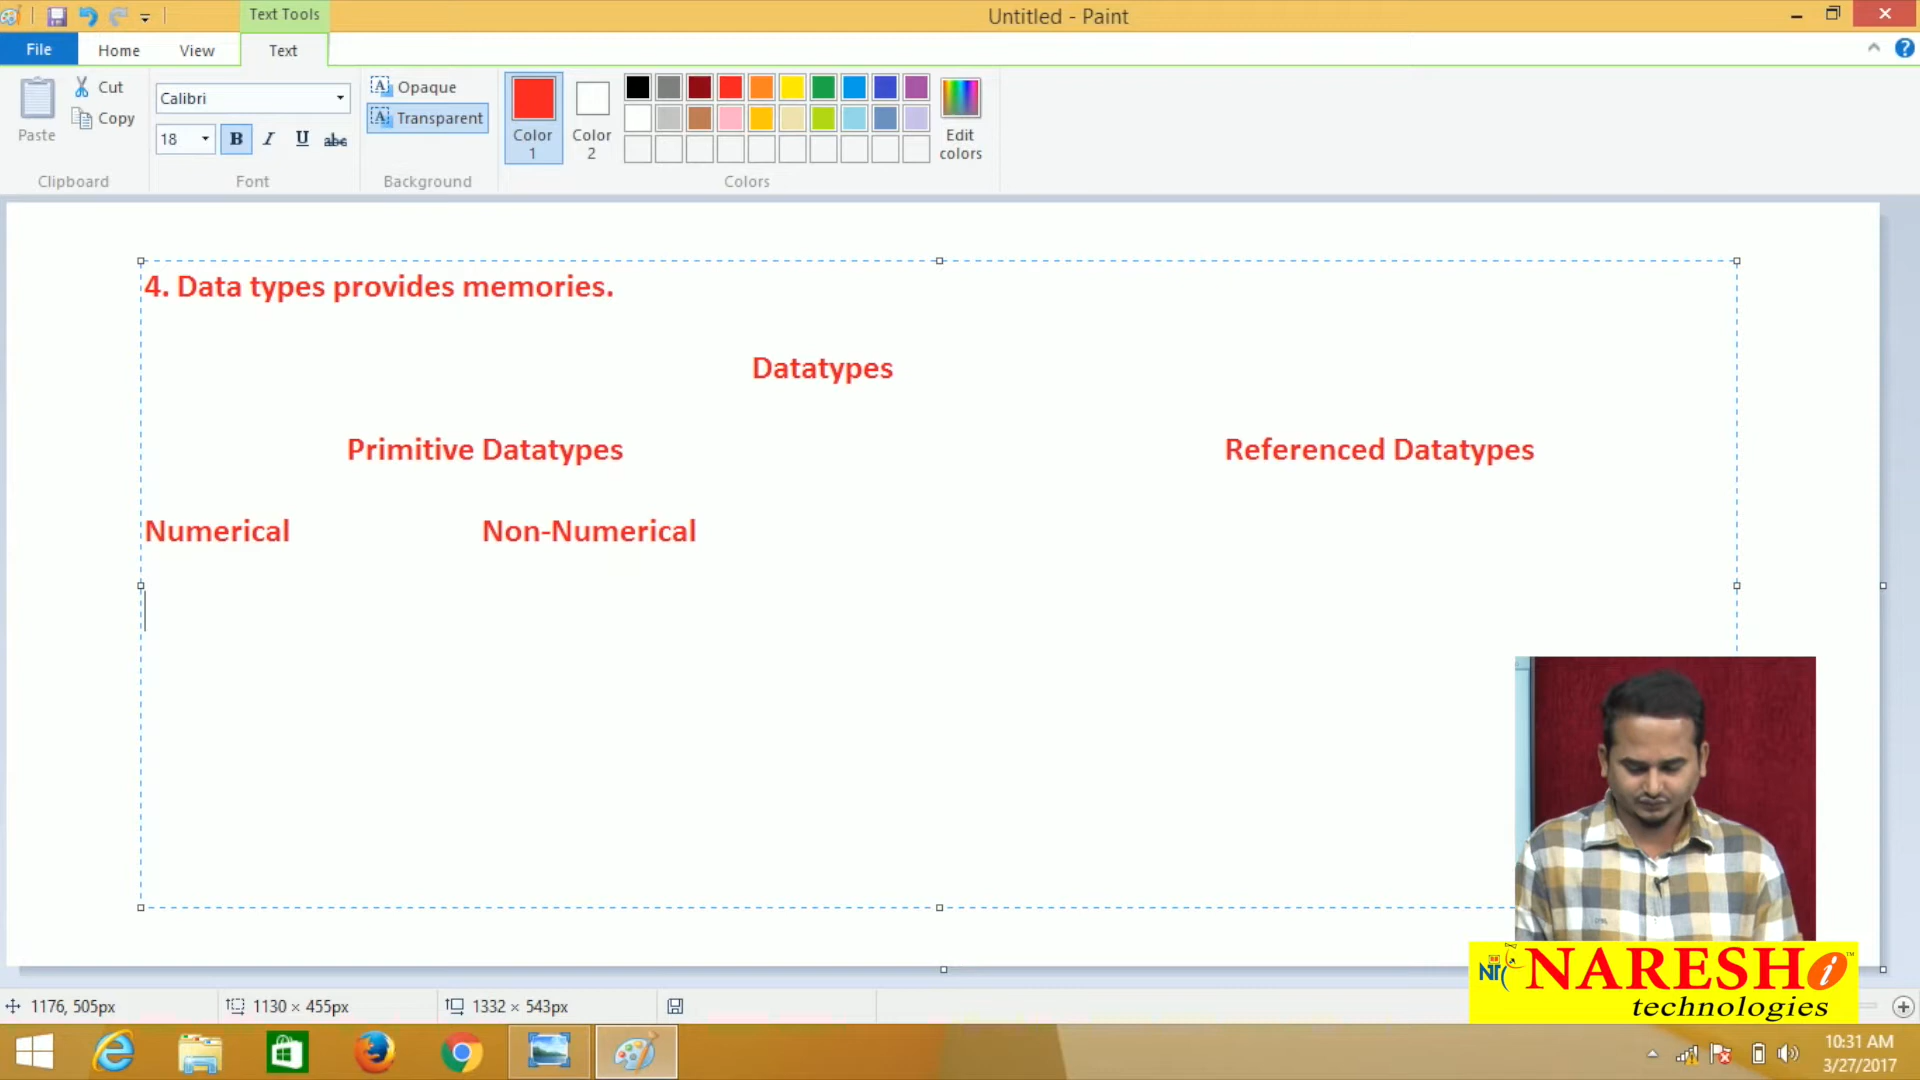 Text Tools
Untitled - Paint
File Home View Text
Paste
Cut
Copy
Clipboard
Calibri
18 B I U abc
Font
Opaque
Transparent
Background
Color 1
Color 2
Edit colors
Colors
4. Data types provides memories.
Datatypes
Primitive Datatypes Referenced Datatypes
Numerical Non-Numerical
NARESH i ™
technologies
1176, 505px 1130 × 455px 1332 × 543px
10:31 AM
3/27/2017